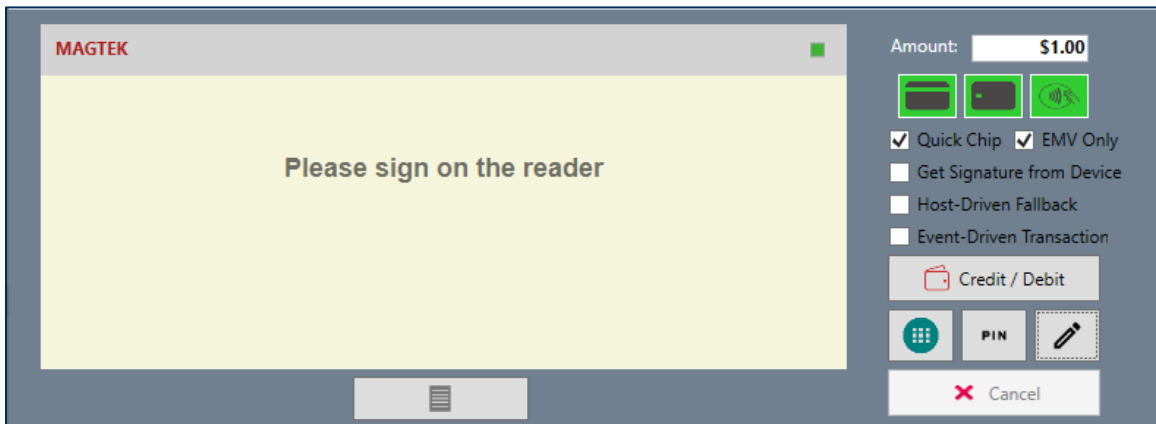 MAGTEK
Please sign on the reader
Amount: $1.00
Quick Chip EMV Only
Get Signature from Device
Host-Driven Fallback
Event-Driven Transaction
Credit / Debit
PIN
Cancel